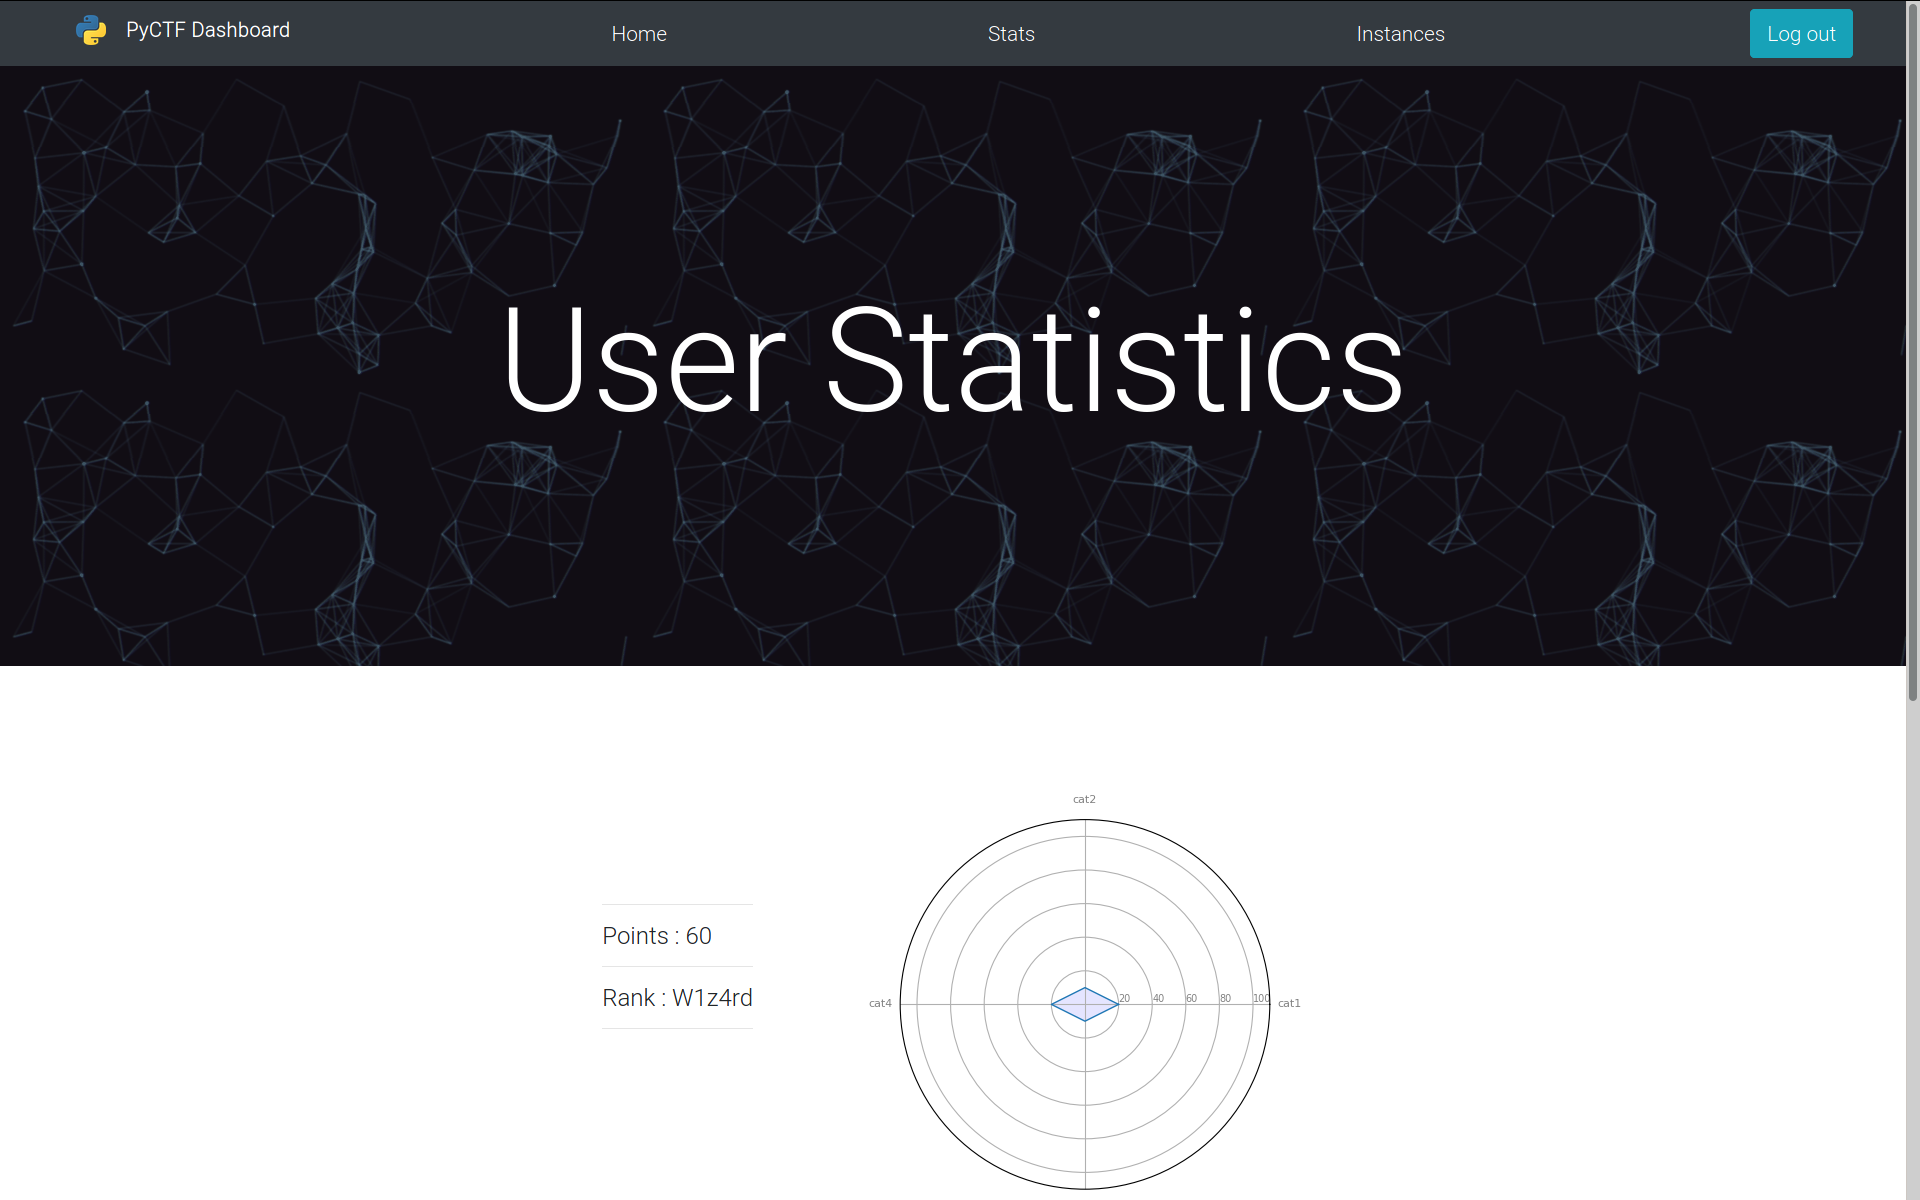 PyCTF Dashboard
Home
Stats
Instances
Log out
User Statistics
Points : 60
Rank : W1z4rd
cat2
cat4
20 40 60 80 100
cat1